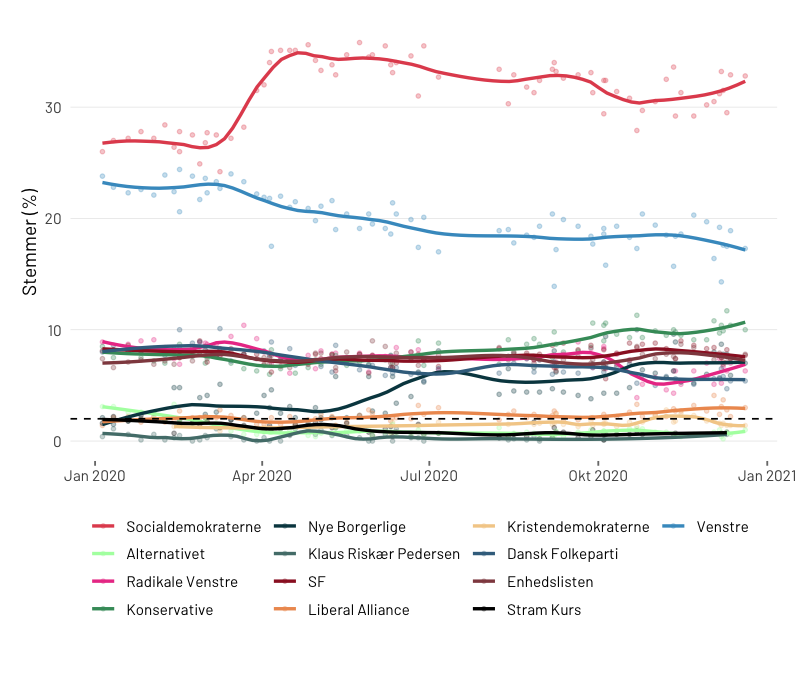 Stemmer (%)
30
20
10
0
Jan 2020 Apr 2020 Jul 2020 Okt 2020 Jan 2021
Socialdemokraterne Nye Borgerlige Kristendemokraterne Venstre
Alternativet Klaus Riskær Pedersen Dansk Folkeparti
Radikale Venstre SF Enhedslisten
Konservative Liberal Alliance Stram Kurs